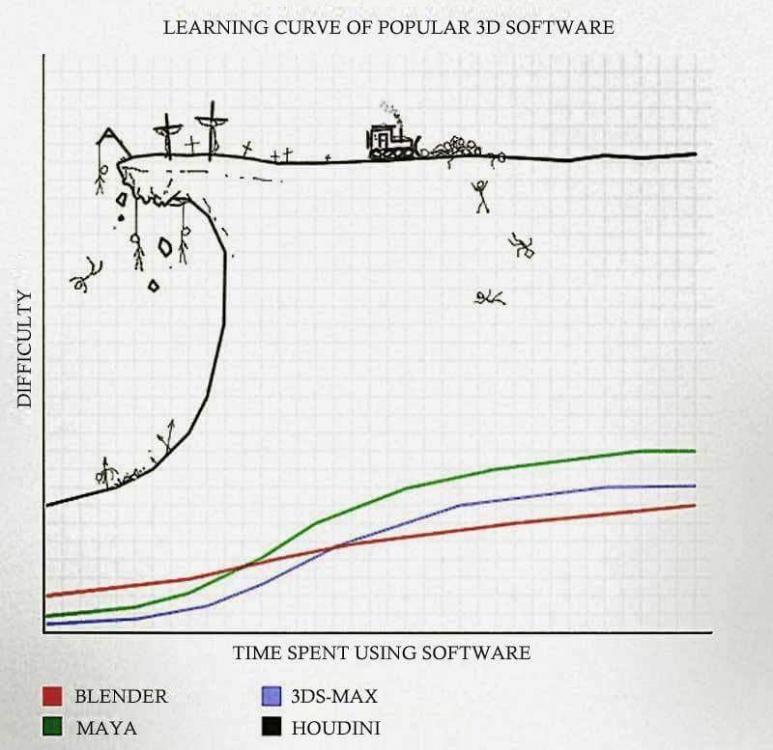 LEARNING CURVE OF POPULAR 3D SOFTWARE
DIFFICULTY
TIME SPENT USING SOFTWARE
BLENDER
3DS-MAX
MAYA
HOUDINI